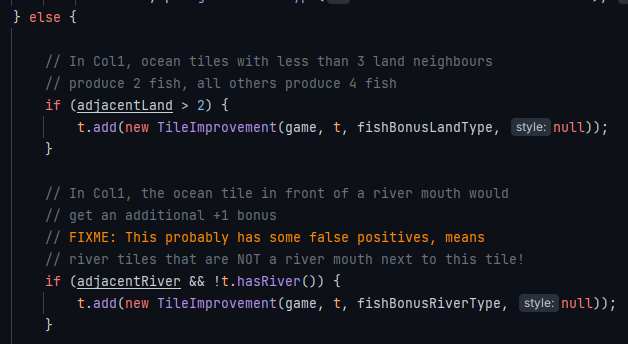 } else {
// In Col1, ocean tiles with less than 3 land neighbours
// produce 2 fish, all others produce 4 fish
if (adjacentLand > 2) {
t.add(new TileImprovement(game, t, fishBonusLandType, style: null));
}
// In Col1, the ocean tile in front of a river mouth would
// get an additional +1 bonus
// FIXME: This probably has some false positives, means
// river tiles that are NOT a river mouth next to this tile!
if (adjacentRiver && !t.hasRiver()) {
t.add(new TileImprovement(game, t, fishBonusRiverType, style: null));
}